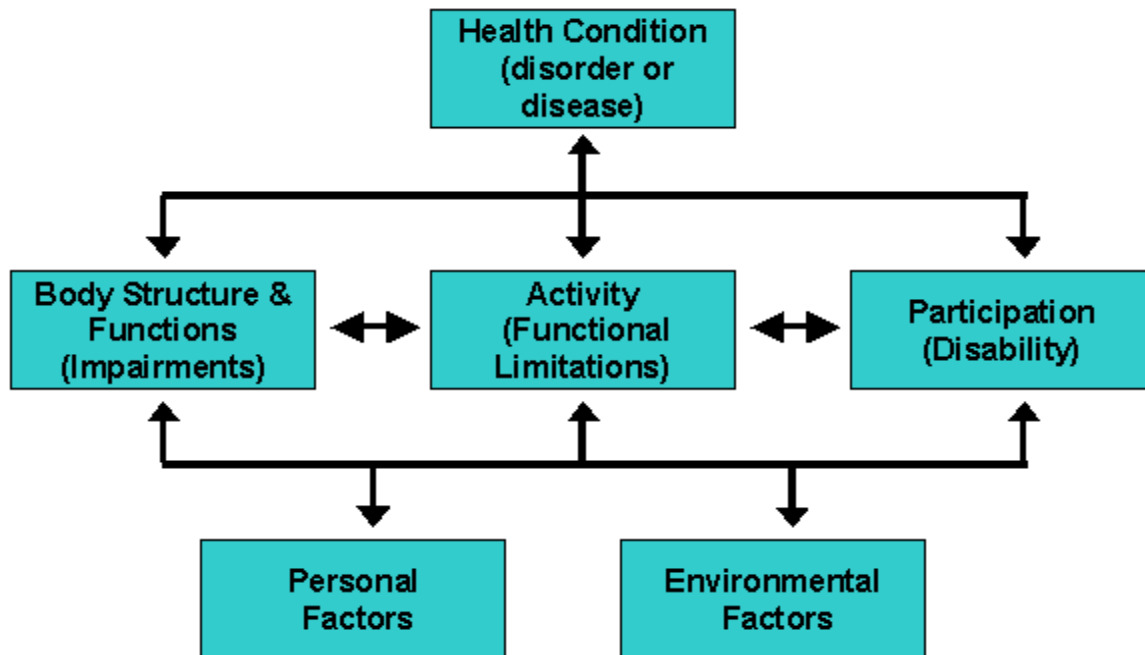 Health Condition
(disorder or
disease)
Body Structure &
Functions
(Impairments)
Activity
(Functional
Limitations)
Participation
(Disability)
Personal
Factors
Environmental
Factors